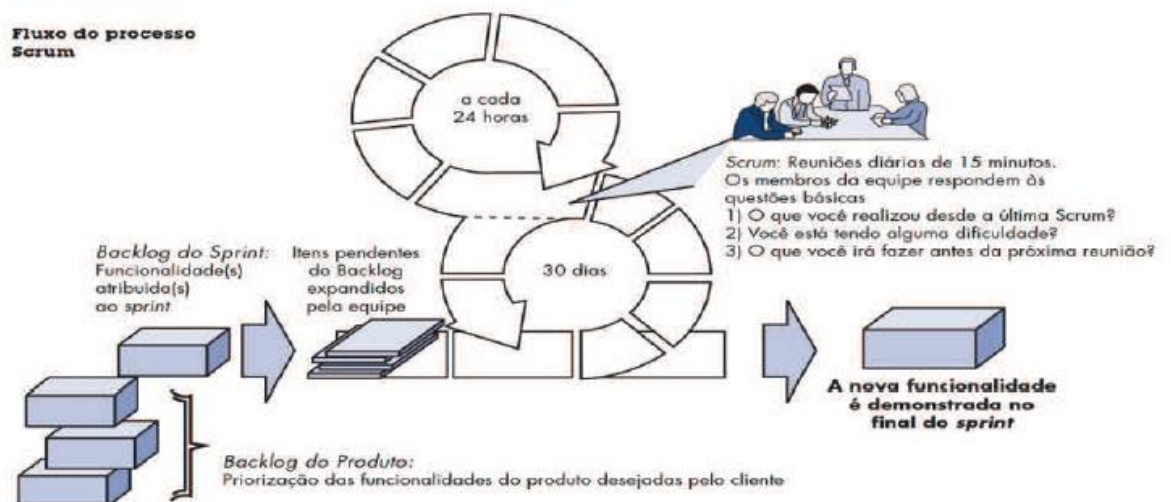 Fluxo do processo
Scrum
a cada
24 horas
Scrum: Reuniões diárias de 15 minutos.
Os membros da equipe respondem às
questões básicas
1) O que você realizou desde a última Scrum?
2) Você está tendo alguma dificuldade?
3) O que você irá fazer antes da próxima reunião?
Backlog do Sprint:
Funcionalidade(s)
atribuída(s)
ao sprint
Itens pendentes
do Backlog
expandidos
pela equipe
30 dias
A nova funcionalidade
é demonstrada no
final do sprint
Backlog do Produto:
Priorização das funcionalidades do produto desejadas pelo cliente